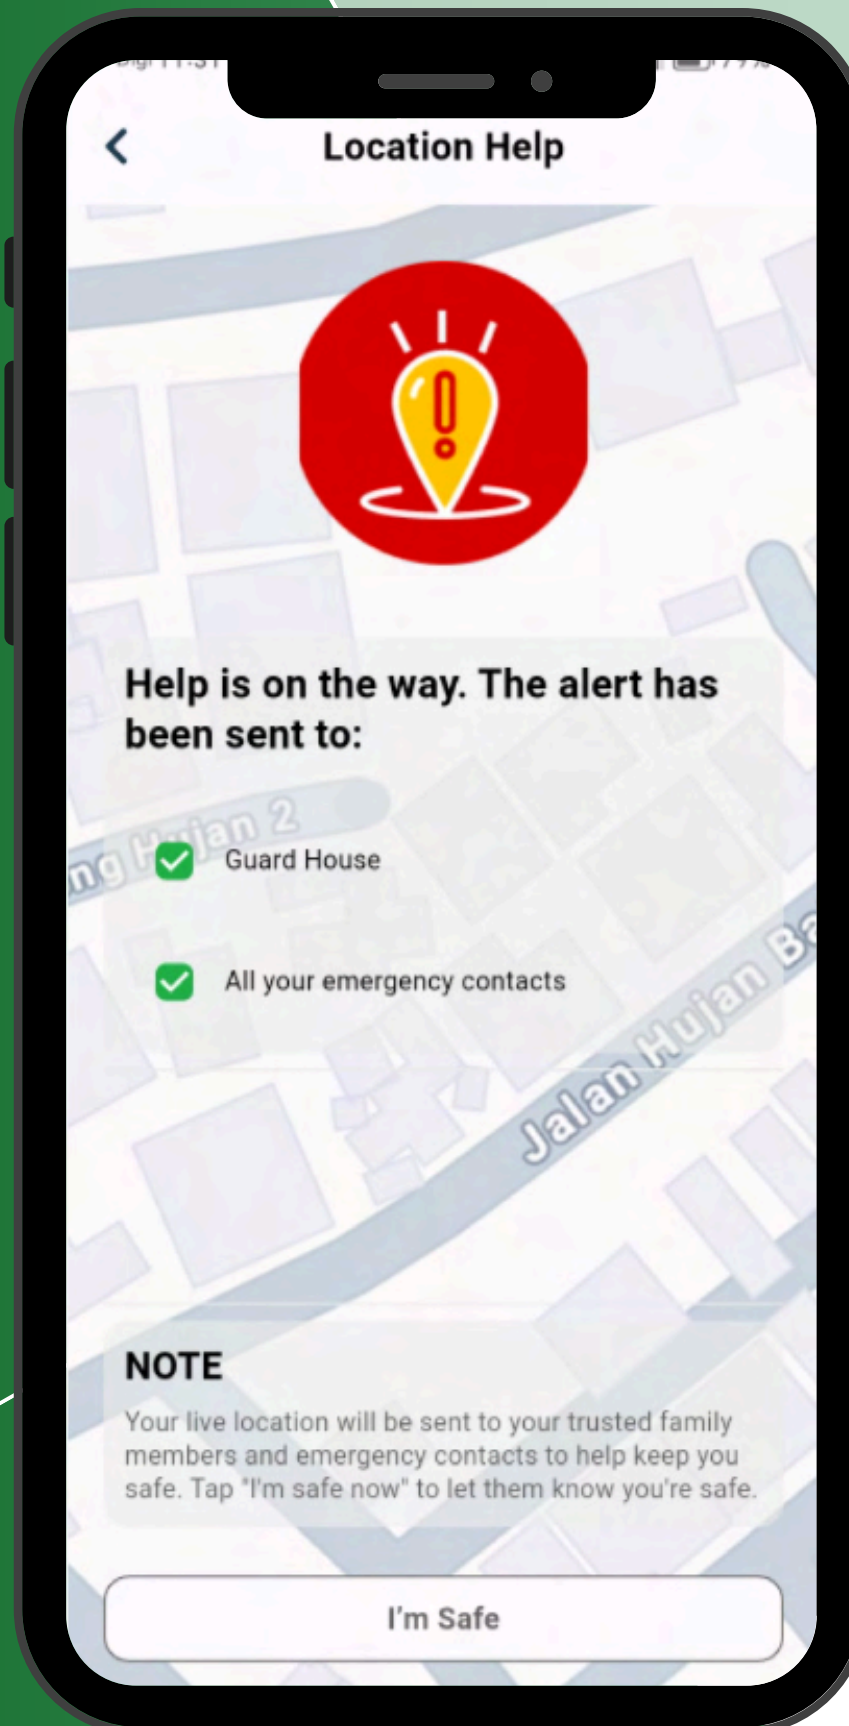 Location Help
Help is on the way. The alert has
been sent to:
Hujan 2
Guard House
All your emergency contacts
Jalan Hujan
NOTE
Your live location will be sent to your trusted family
members and emergency contacts to help keep you
safe. Tap "I'm safe now" to let them know you're safe.
I'm Safe